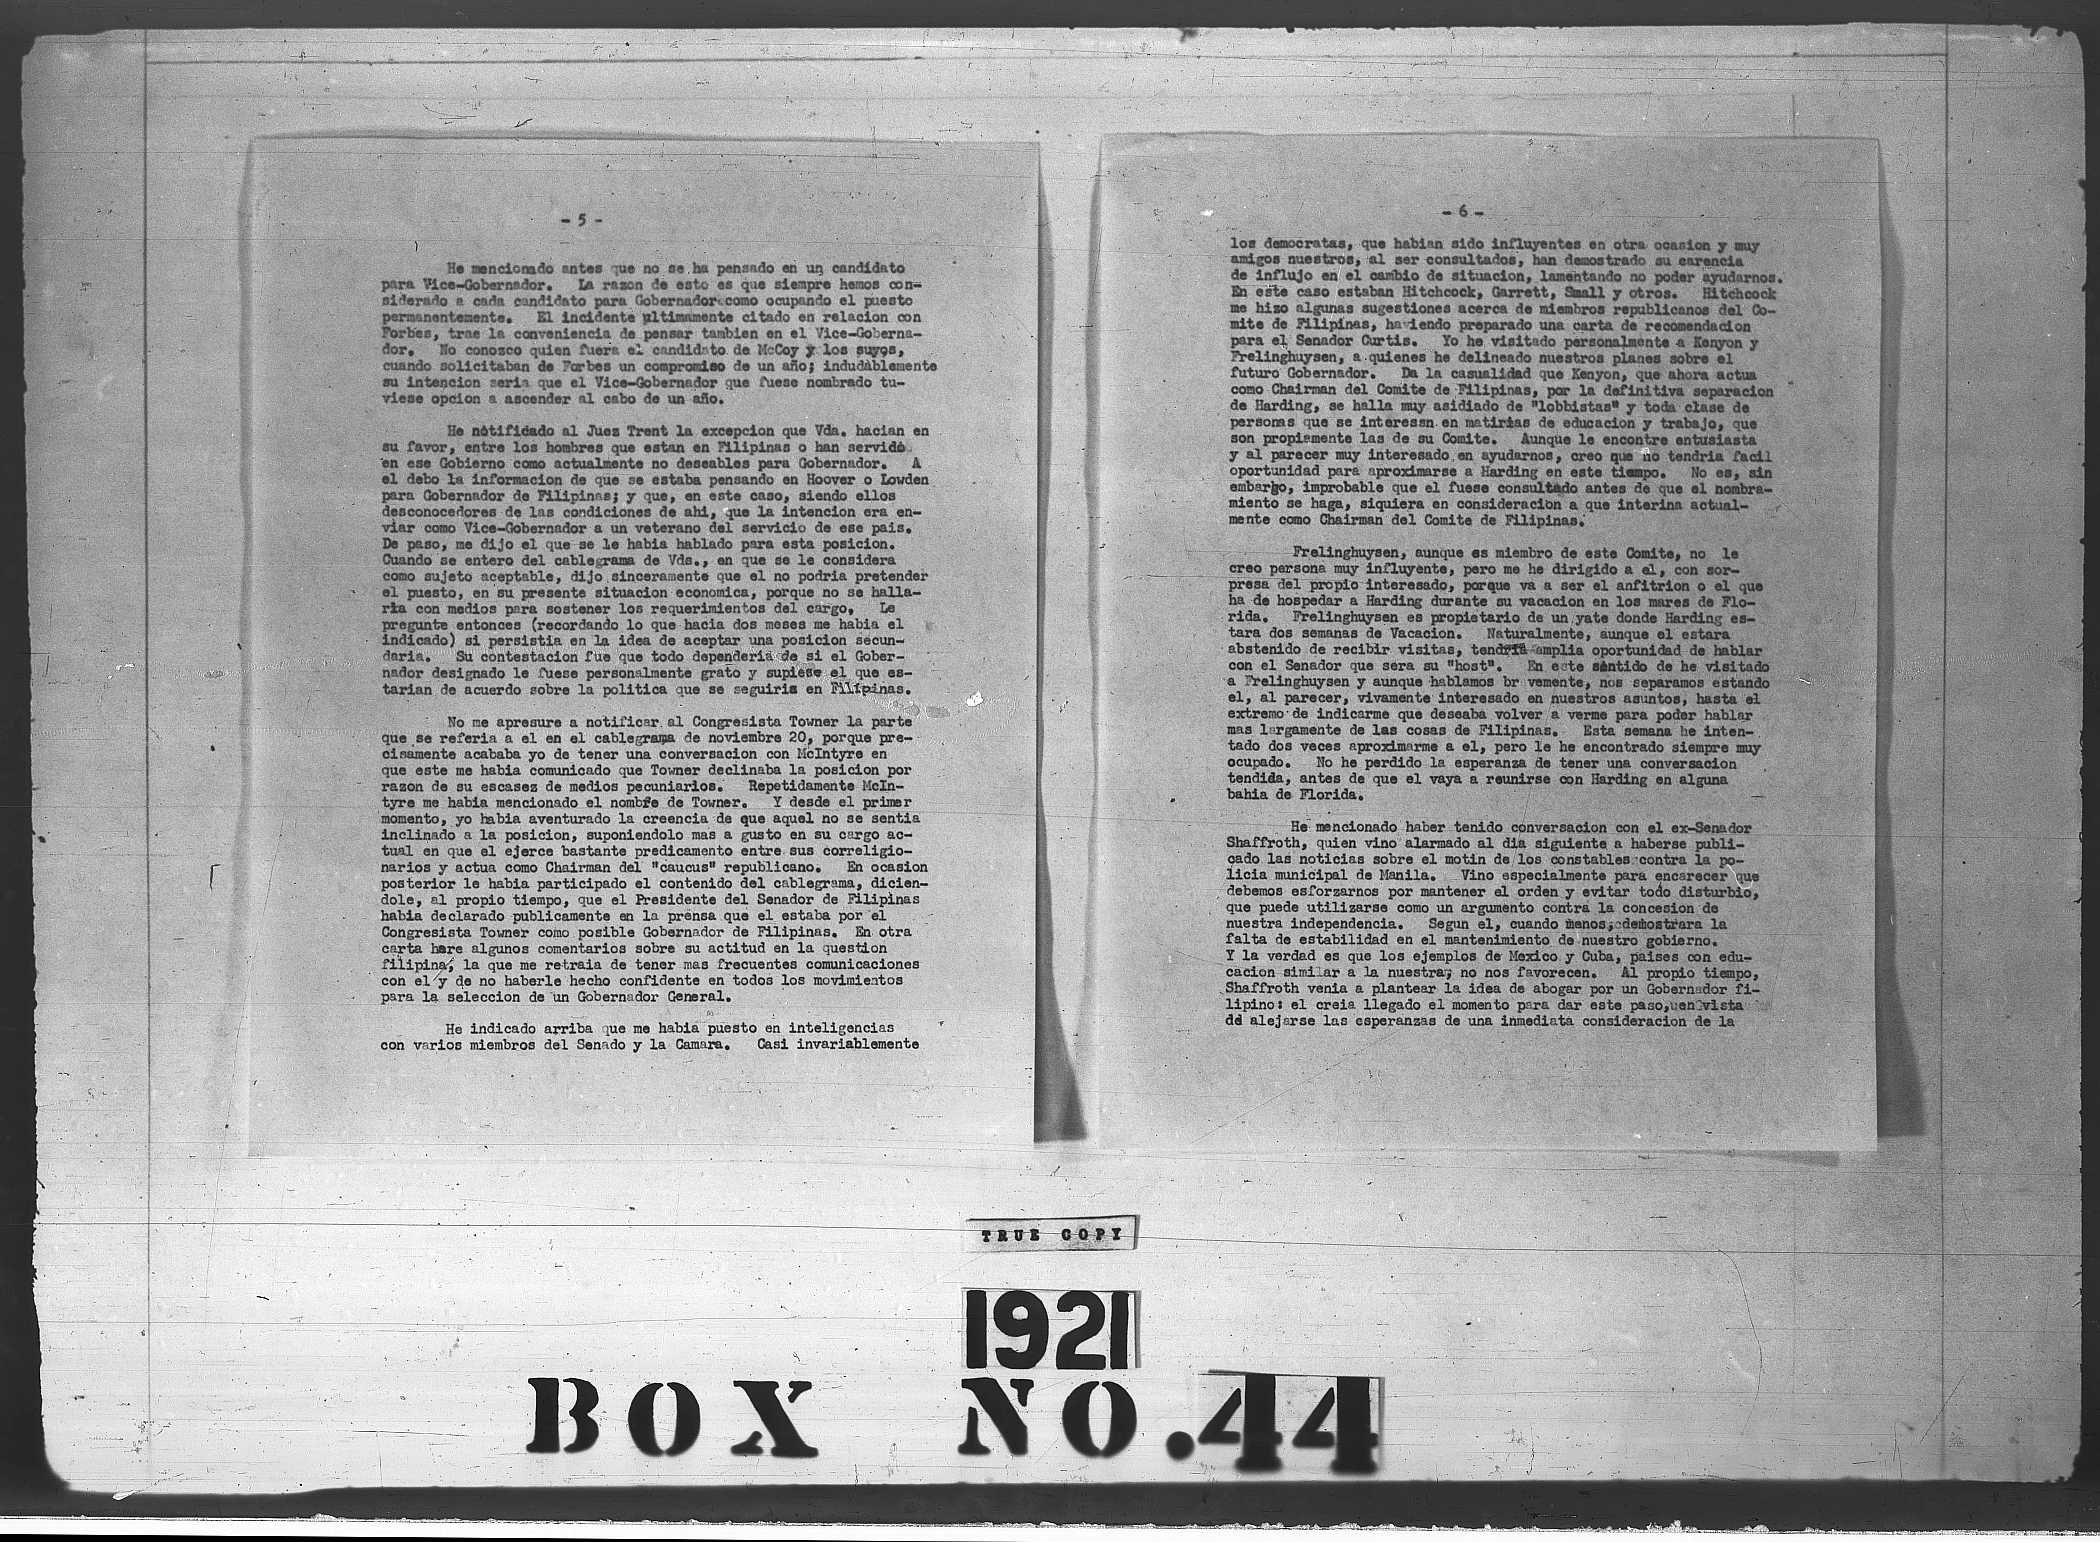 - 5 -
He mencionado antes que no se ha pensado en un candidato
para Vice-Gobernador. La razon de esto es que siempre hemos con-
siderado a cada candidato para Gobernador como ocupando el puesto
permanentemente. El incidente ultimamente citado en relacion con
Forbes, trae la conveniencia de pensar tambien en el Vice-Goberna-
dor. No conozco quien fuera el candidato de McCoy y los suyos,
cuando solicitaban de Forbes un compromiso de un año; indudablemente
su intencion seria que el Vice-Gobernador que fuese nombrado tu-
viese opcion a ascender al cabo de un año.
He notificado al Juez Trent la excepcion que Vds. hacian en
su favor, entre los hombres que estan en Filipinas o han servido
en ese Gobierno como actualmente no deseables para Gobernador. A
el debo la informacion de que se estaba pensando en Hoover o Lowden
para Gobernador de Filipinas; y que, en este caso, siendo ellos
desconocedores de las condiciones de ahi, que la intencion era en-
viar como Vice-Gobernador a un veterano del servicio de ese pais.
De paso, me dijo el que se le habia hablado para esta posicion.
Cuando se entero del cablegrama de Vds., en que se le considera
como sujeto aceptable, dijo sinceramente que el no podria pretender
el puesto, en su presente situacion economica, porque no se halla-
ria con medios para sostener los requerimientos del cargo. Le
pregunte entonces (recordando lo que hacia dos meses me habia el
indicado) si persistia en la idea de aceptar una posicion secun-
daria. Su contestacion fue que todo dependeria de si el Gober-
nador designado le fuese personalmente grato y supiese el que es-
tarian de acuerdo sobre la politica que se seguiria en Filipinas.
No me apresure a notificar al Congresista Towner la parte
que se referia a el en el cablegrama de noviembre 20, porque pre-
cisamente acababa yo de tener una conversacion con McIntyre en
que este me habia comunicado que Towner declinaba la posicion por
razon de su escasez de medios pecuniarios. Repetidamente McIn-
tyre me habia mencionado el nombre de Towner. Y desde el primer
momento, yo habia aventurado la creencia de que aquel no se sentia
inclinado a la posicion, suponiendolo mas a gusto en su cargo ac-
tual en que el ejerce bastante predicamento entre sus correligio-
narios y actua como Chairman del "caucus" republicano. En ocasion
posterior le habia participado el contenido del cablegrama, dicien-
dole, al propio tiempo, que el Presidente del Senador de Filipinas
habia declarado publicamente en la prensa que el estaba por el
Congresista Towner como posible Gobernador de Filipinas. En otra
carta hare algunos comentarios sobre su actitud en la question
filipina, la que me retraia de tener mas frecuentes comunicaciones
con el y de no haberle hecho confidente en todos los movimientos
para la seleccion de un Gobernador General.
He indicado arriba que me habia puesto en inteligencias
con varios miembros del Senado y la Camara. Casi invariablemente
- 6 -
los democratas, que habian sido influyentes en otra ocasion y muy
amigos nuestros, al ser consultados, han demostrado su carencia
de influjo en el cambio de situacion, lamentando no poder ayudarnos.
En este caso estaban Hitchcock, Garrett, Small y otros. Hitchcock
me hizo algunas sugestiones acerca de miembros republicanos del Co-
mite de Filipinas, haviendo preparado una carta de recomendacion
para el Senador Curtis. Yo he visitado personalmente a Kenyon y
Frelinghuysen, a quienes he delineado nuestros planes sobre el
futuro Gobernador. Da la casualidad que Kenyon, que ahora actua
como Chairman del Comite de Filipinas, por la definitiva separacion
de Harding, se halla muy asidiado de "lobbistas" y toda clase de
personas que se interesan en matirias de educacion y trabajo, que
son propiamente las de su Comite. Aunque le encontre entusiasta
y al parecer muy interesado en ayudarnos, creo que no tendria facil
oportunidad para aproximarse a Harding en este tiempo. No es, sin
embargo, improbable que el fuese consultado antes de que el nombra-
miento se haga, siquiera en consideracion a que interina actual-
mente como Chairman del Comite de Filipinas.
Frelinghuysen, aunque es miembro de este Comite, no le
creo persona muy influyente, pero me he dirigido a el, con sor-
presa del propio interesado, porque va a ser el anfitrion o el que
ha de hospedar a Harding durante su vacacion en los mares de Flo-
rida. Frelinghuysen es propietario de un yate donde Harding es-
tara dos semanas de Vacacion. Naturalmente, aunque el estara
abstenido de recibir visitas, tendria amplia oportunidad de hablar
con el Senador que sera su "host". En este sentido de he visitado
a Frelinghuysen y aunque hablamos br vemente, nos separamos estando
el, al parecer, vivamente interesado en nuestros asuntos, hasta el
extremo de indicarme que deseaba volver a verme para poder hablar
mas largamente de las cosas de Filipinas. Esta semana he inten-
tado dos veces aproximarme a el, pero le he encontrado siempre muy
ocupado. No he perdido la esperanza de tener una conversacion
tendida, antes de que el vaya a reunirse con Harding en alguna
bahia de Florida.
He mencionado haber tenido conversacion con el ex-Senador
Shaffroth, quien vino alarmado al dia siguiente a haberse publi-
cado las noticias sobre el motin de los constables contra la po-
licia municipal de Manila. Vino especialmente para encarecer que
debemos esforzarnos por mantener el orden y evitar todo disturbio,
que puede utilizarse como un argumento contra la concesion de
nuestra independencia. Segun el, cuando menos, demostrara la
falta de estabilidad en el mantenimiento de nuestro gobierno.
Y la verdad es que los ejemplos de Mexico y Cuba, paises con edu-
cacion similar a la nuestra, no nos favorecen. Al propio tiempo,
Shaffroth venia a plantear la idea de abogar por un Gobernador fi-
lipino: el creia llegado el momento para dar este paso, en vista
dd alejarse las esperanzas de una inmediata consideracion de la
TRUE COPY
1921
BOX NO.44